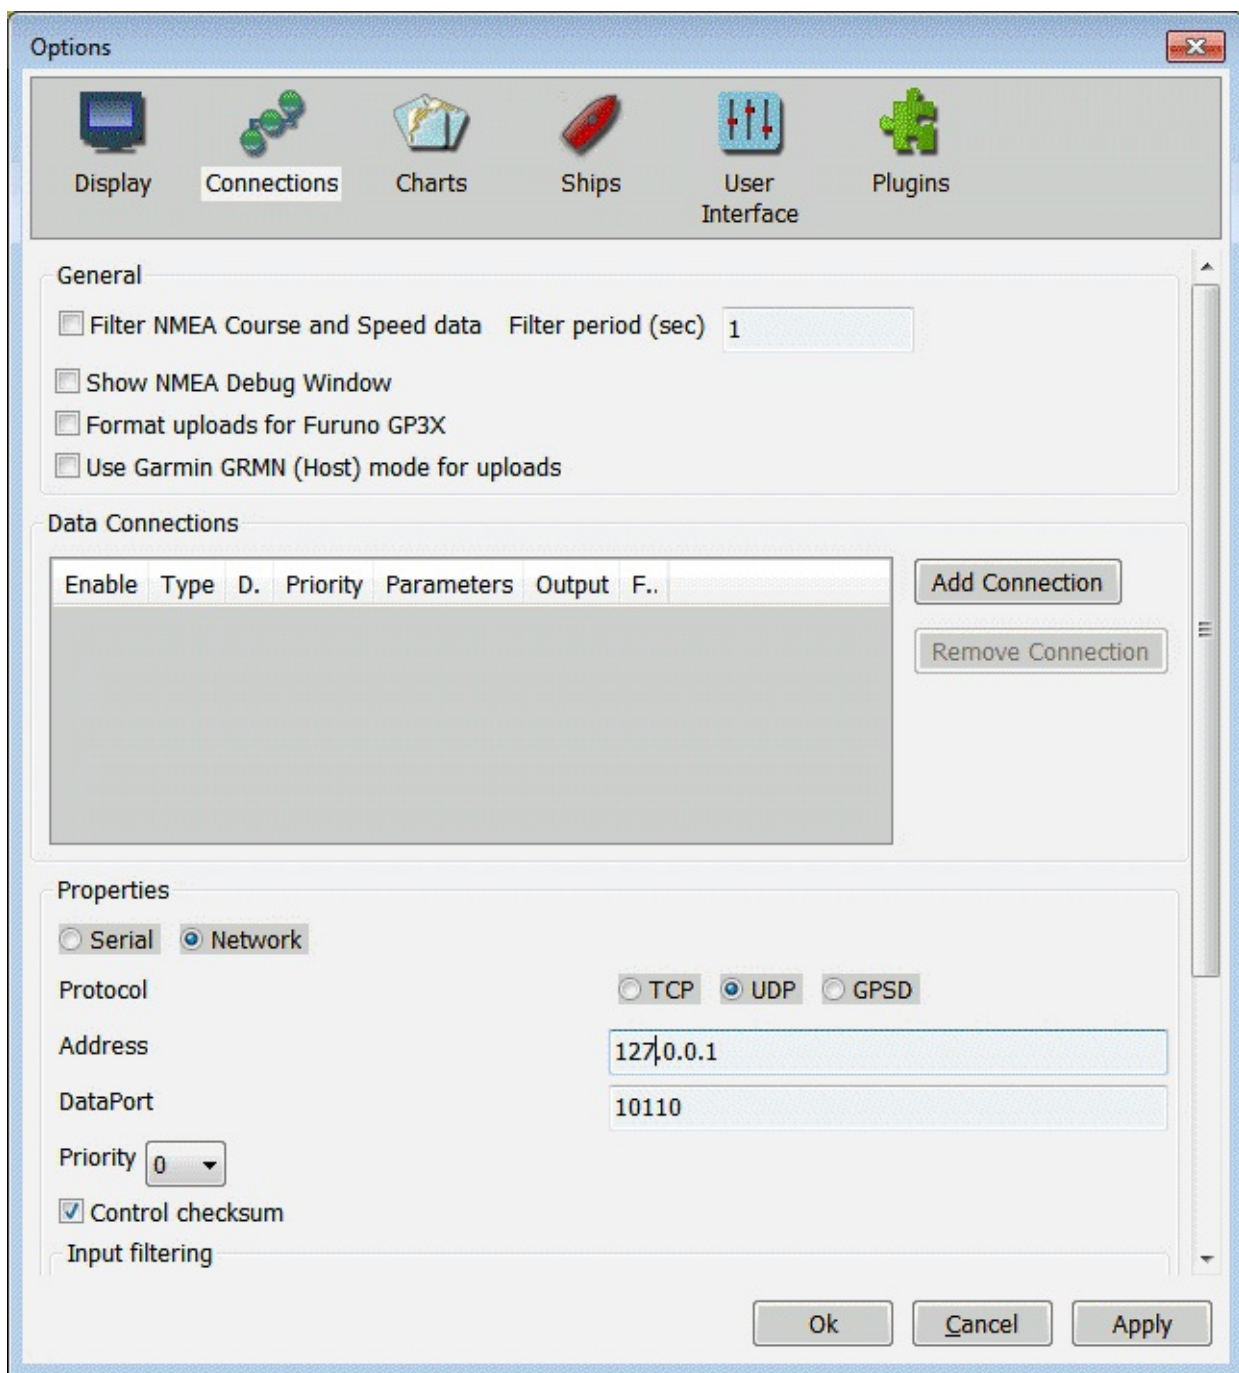 Options
Display Connections Charts Ships User Interface Plugins
General
Filter NMEA Course and Speed data Filter period (sec) 1
Show NMEA Debug Window
Format uploads for Furuno GP3X
Use Garmin GRMN (Host) mode for uploads
Data Connections
Enable Type D. Priority Parameters Output F..
Add Connection
Remove Connection
Properties
Serial Network
Protocol TCP UDP GPSD
Address 127.0.0.1
DataPort 10110
Priority 0
Control checksum
Input filtering
Ok Cancel Apply